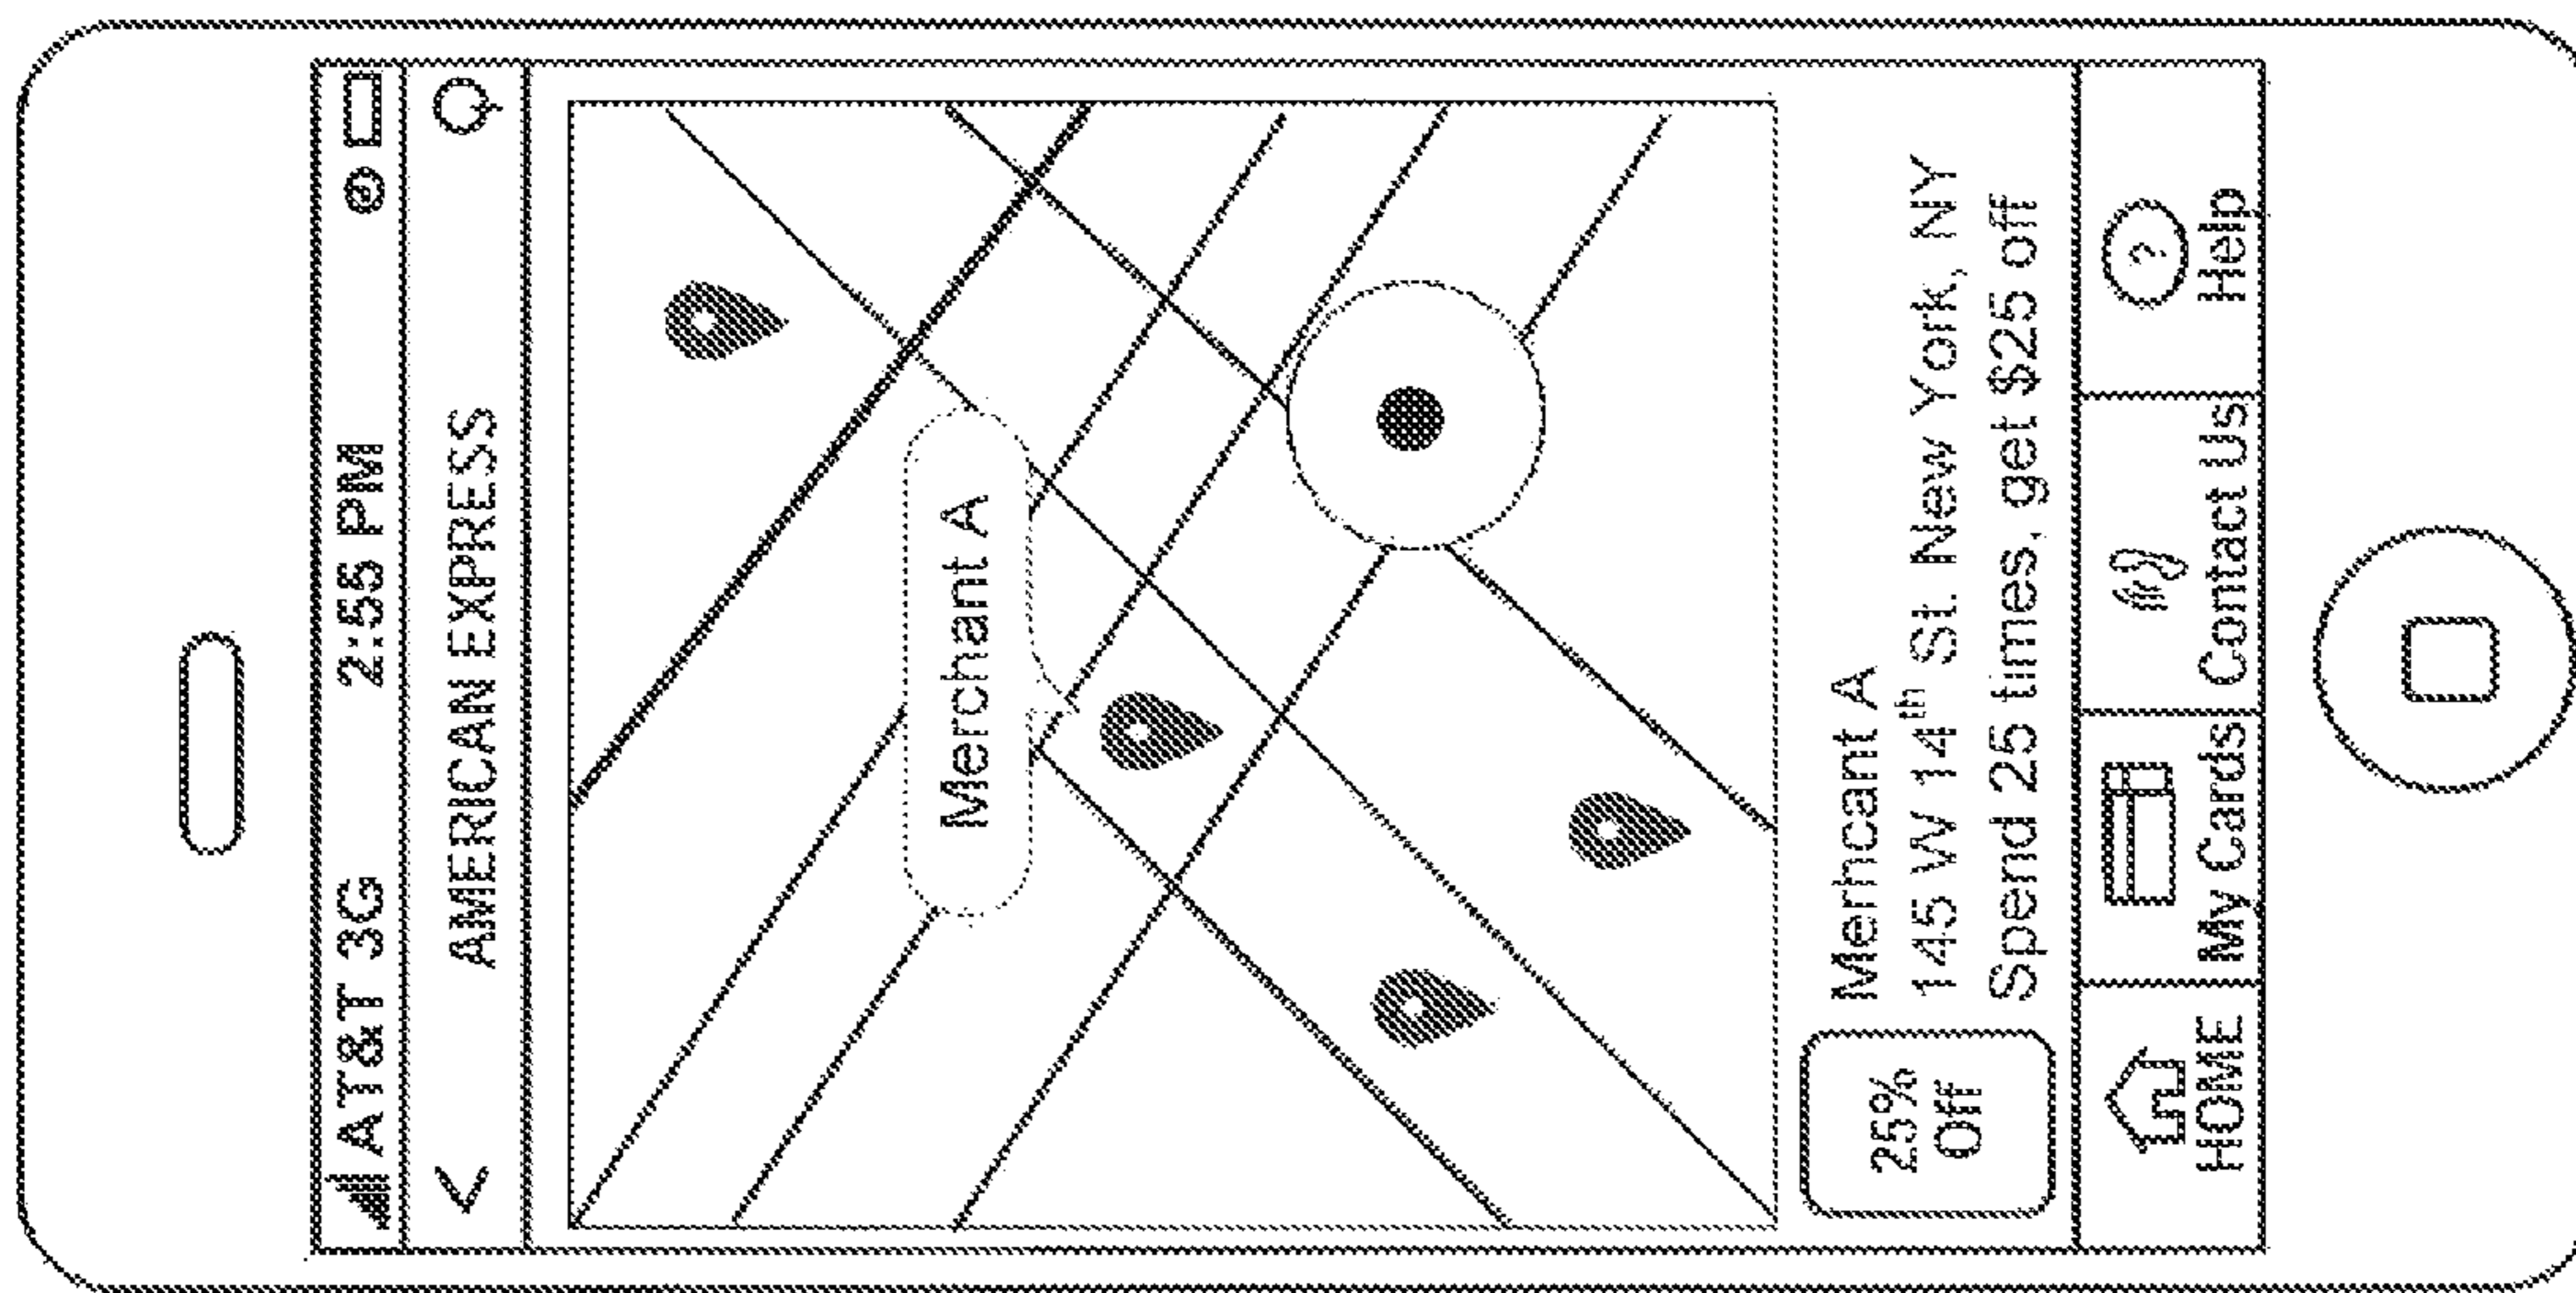 AT&T 3G 2:55 PM
AMERICAN EXPRESS
Merchant A
25%
Off
Merhcant A
145 W 14th St. New York, NY
Spend 25 times, get $25 off
HOME
My Cards
Contact Us
?
Help